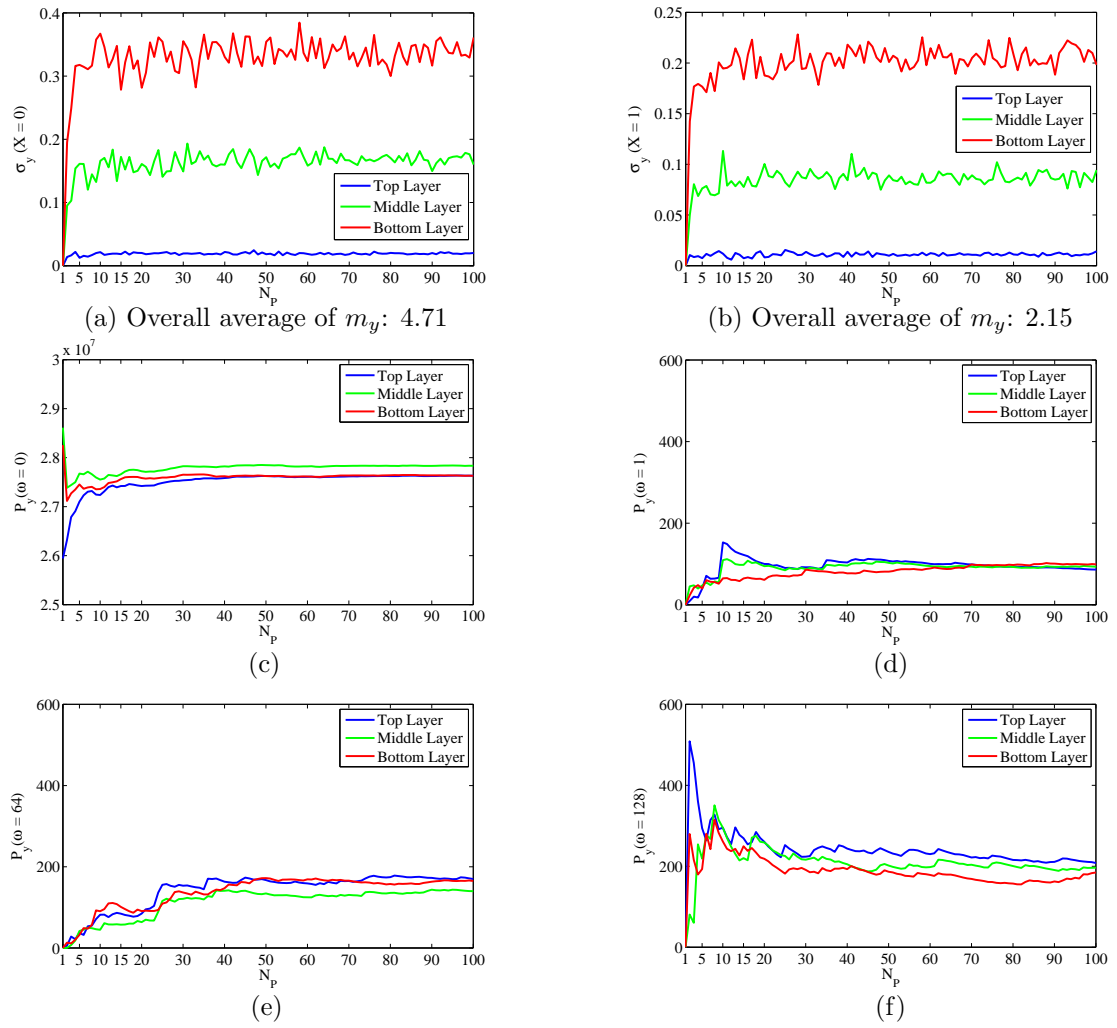 0.4
0.3
0.2
0.1
0
σ_y (X = 0)
Top Layer
Middle Layer
Bottom Layer
1 5 10 15 20 30 40 50 60 70 80 90 100
N_P
(a) Overall average of m_y: 4.71
0.25
0.2
0.15
0.1
0.05
0
σ_y (X = 1)
Top Layer
Middle Layer
Bottom Layer
1 5 10 15 20 30 40 50 60 70 80 90 100
N_P
(b) Overall average of m_y: 2.15
x 10^7
3
2.9
2.8
2.7
2.6
2.5
P_y(ω = 0)
Top Layer
Middle Layer
Bottom Layer
1 5 10 15 20 30 40 50 60 70 80 90 100
N_P
(c)
600
400
200
0
P_y(ω = 1)
Top Layer
Middle Layer
Bottom Layer
1 5 10 15 20 30 40 50 60 70 80 90 100
N_P
(d)
600
400
200
0
P_y(ω = 64)
Top Layer
Middle Layer
Bottom Layer
1 5 10 15 20 30 40 50 60 70 80 90 100
N_P
(e)
600
400
200
0
P_y(ω = 128)
Top Layer
Middle Layer
Bottom Layer
1 5 10 15 20 30 40 50 60 70 80 90 100
N_P
(f)